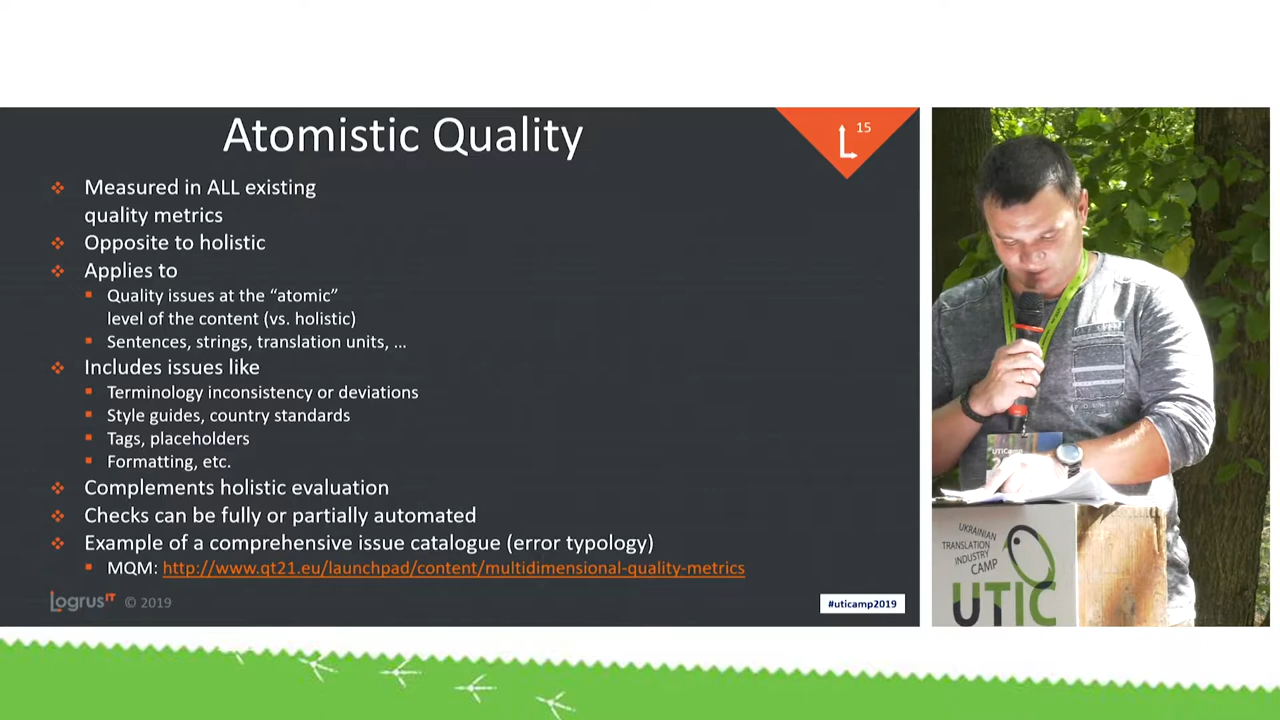 Atomistic Quality
15
Measured in ALL existing
quality metrics
Opposite to holistic
Applies to
Quality issues at the “atomic”
level of the content (vs. holistic)
Sentences, strings, translation units, ...
Includes issues like
Terminology inconsistency or deviations
Style guides, country standards
Tags, placeholders
Formatting, etc.
Complements holistic evaluation
Checks can be fully or partially automated
Example of a comprehensive issue catalogue (error typology)
MQM: http://www.qt21.eu/launchpad/content/multidimensional-quality-metrics
LogrusIT © 2019
#uticamp2019
UTICamp
UKRAINIAN
TRANSLATION
INDUSTRY
CAMP
UTIC